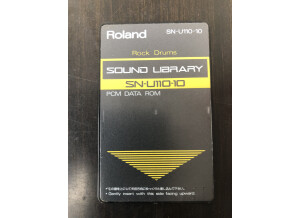 Roland
SN-U110-10
Rock Drums
SOUND LIBRARY
SN-U110-10
PCM DATA ROM
• Gently insert with this side facing upward.